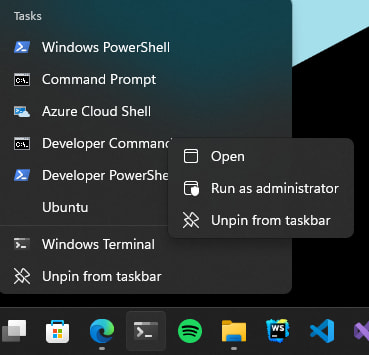 Tasks
Windows PowerShell
Command Prompt
Azure Cloud Shell
Developer Command
Developer PowerShe
Ubuntu
Windows Terminal
Unpin from taskbar
Open
Run as administrator
Unpin from taskbar
C:\.
C:\.
WS